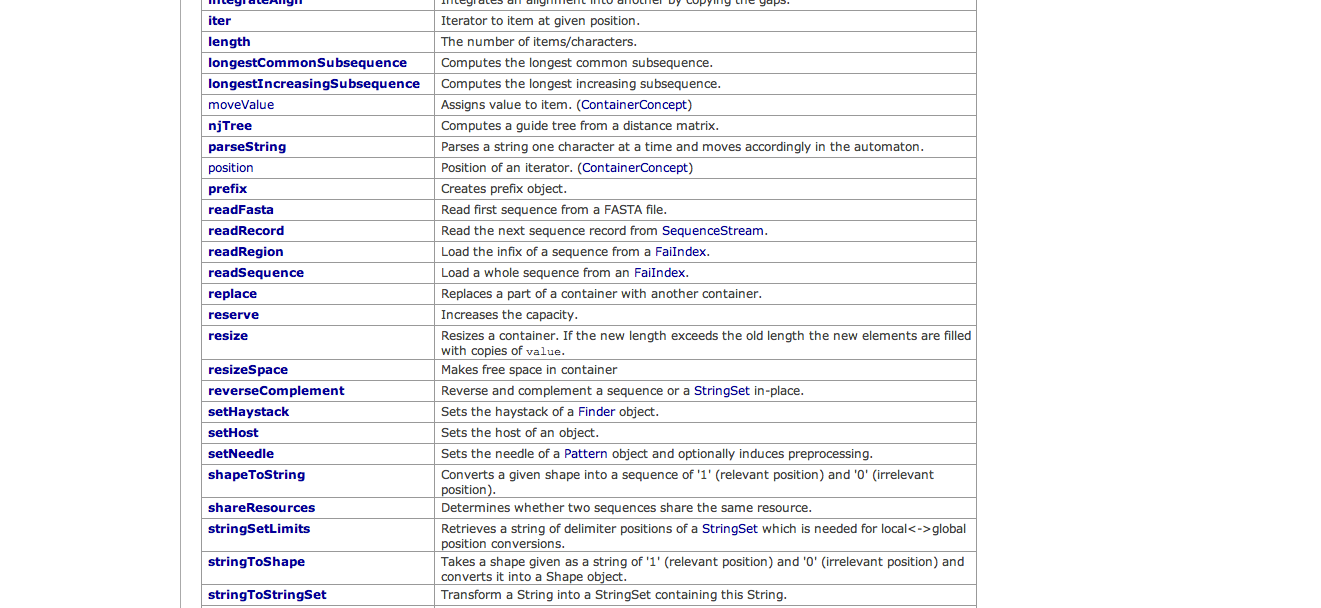 integrateAlign Integrates an alignment into another by copying the gaps.
iter Iterator to item at given position.
length The number of items/characters.
longestCommonSubsequence Computes the longest common subsequence.
longestIncreasingSubsequence Computes the longest increasing subsequence.
moveValue Assigns value to item. (ContainerConcept)
njTree Computes a guide tree from a distance matrix.
parseString Parses a string one character at a time and moves accordingly in the automaton.
position Position of an iterator. (ContainerConcept)
prefix Creates prefix object.
readFasta Read first sequence from a FASTA file.
readRecord Read the next sequence record from SequenceStream.
readRegion Load the infix of a sequence from a FaiIndex.
readSequence Load a whole sequence from an FaiIndex.
replace Replaces a part of a container with another container.
reserve Increases the capacity.
resize Resizes a container. If the new length exceeds the old length the new elements are filled
with copies of value.
resizeSpace Makes free space in container
reverseComplement Reverse and complement a sequence or a StringSet in-place.
setHaystack Sets the haystack of a Finder object.
setHost Sets the host of an object.
setNeedle Sets the needle of a Pattern object and optionally induces preprocessing.
shapeToString Converts a given shape into a sequence of '1' (relevant position) and '0' (irrelevant
position).
shareResources Determines whether two sequences share the same resource.
stringSetLimits Retrieves a string of delimiter positions of a StringSet which is needed for local<->global
position conversions.
stringToShape Takes a shape given as a string of '1' (relevant position) and '0' (irrelevant position) and
converts it into a Shape object.
stringToStringSet Transform a String into a StringSet containing this String.